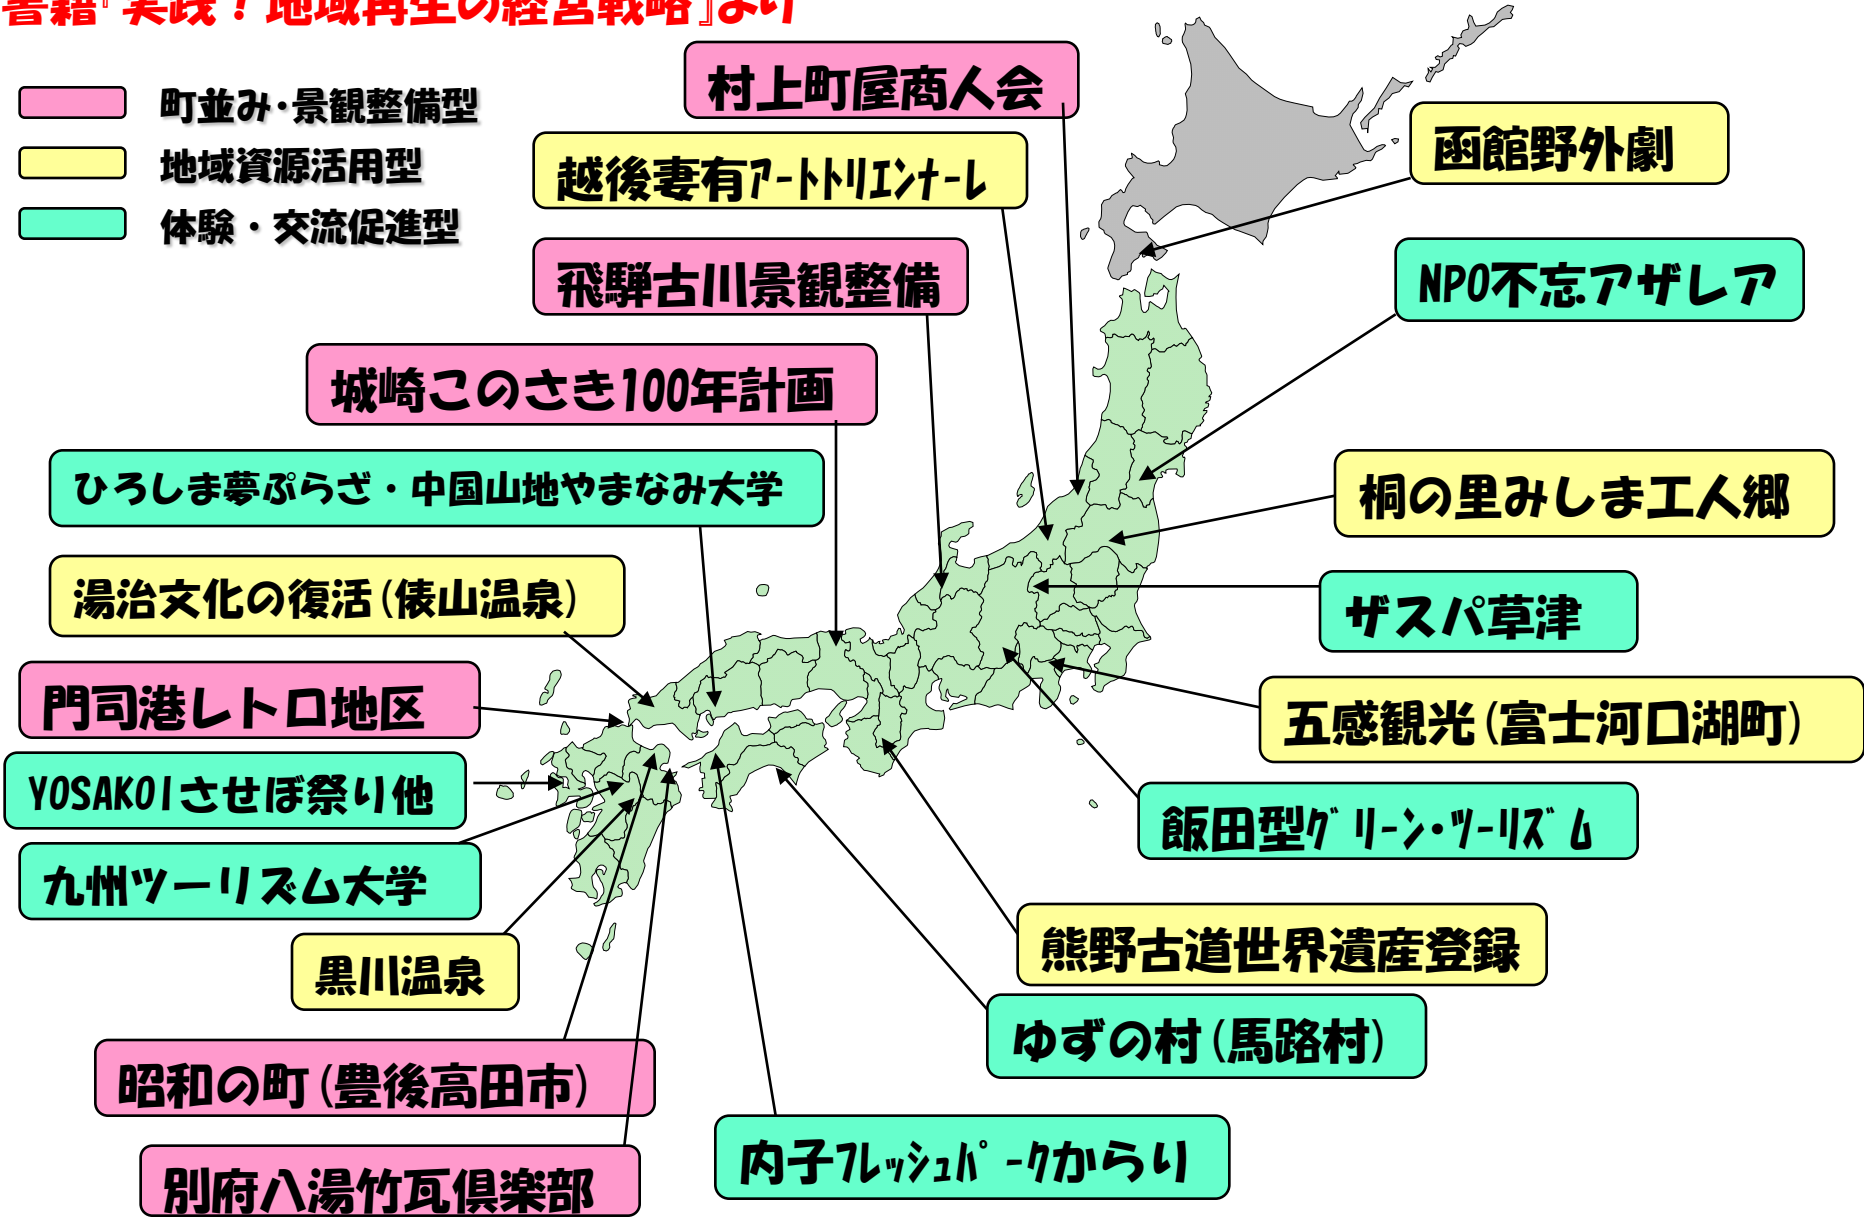 書籍『実践！地域再生の経営戦略』より
町並み・景観整備型
地域資源活用型
体験・交流促進型
村上町屋商人会
越後妻有ｱｰﾄﾄﾘｴﾝﾅｰﾚ
飛騨古川景観整備
城崎このさき100年計画
ひろしま夢ぷらざ・中国山地やまなみ大学
湯治文化の復活(俵山温泉)
門司港レトロ地区
YOSAKOIさせぼ祭り他
九州ツーリズム大学
黒川温泉
昭和の町(豊後高田市)
別府八湯竹瓦倶楽部
函館野外劇
NPO不忘アザレア
桐の里みしま工人郷
ザスパ草津
五感観光(富士河口湖町)
飯田型ｸﾞﾘｰﾝ・ﾂｰﾘｽﾞﾑ
熊野古道世界遺産登録
ゆずの村(馬路村)
内子ﾌﾚｯｼｭﾊﾟｰｸからり